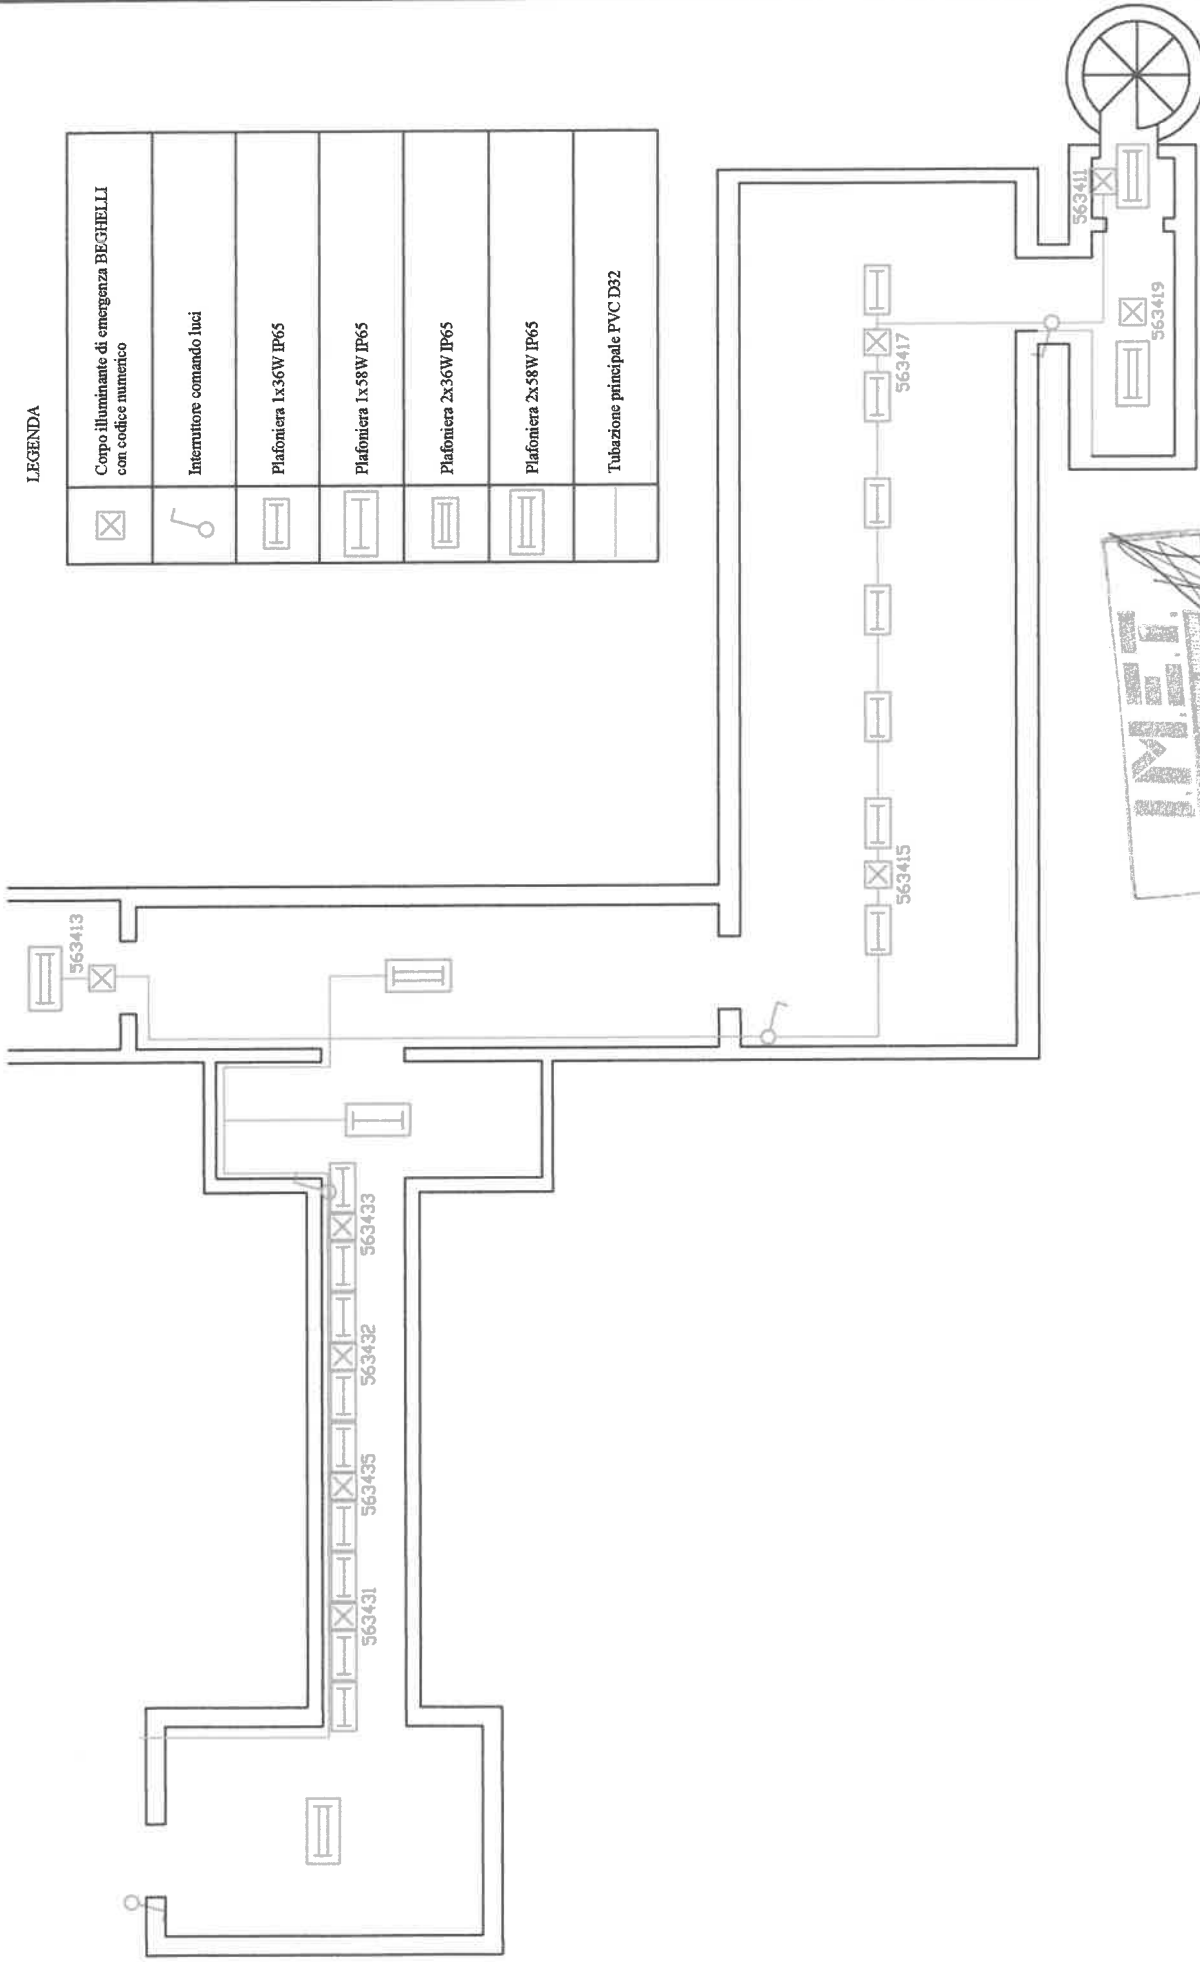 LEGENDA
Corpo illuminante di emergenza BEGHELLI
con codice numerico
Interruttore comando luci
Plafoniera 1x36W IP65
Plafoniera 1x58W IP65
Plafoniera 2x36W IP65
Plafoniera 2x58W IP65
Tubazione principale PVC D32
563413
563433
563432
563435
563431
563415
563417
563411
563419
I.M.E.T.